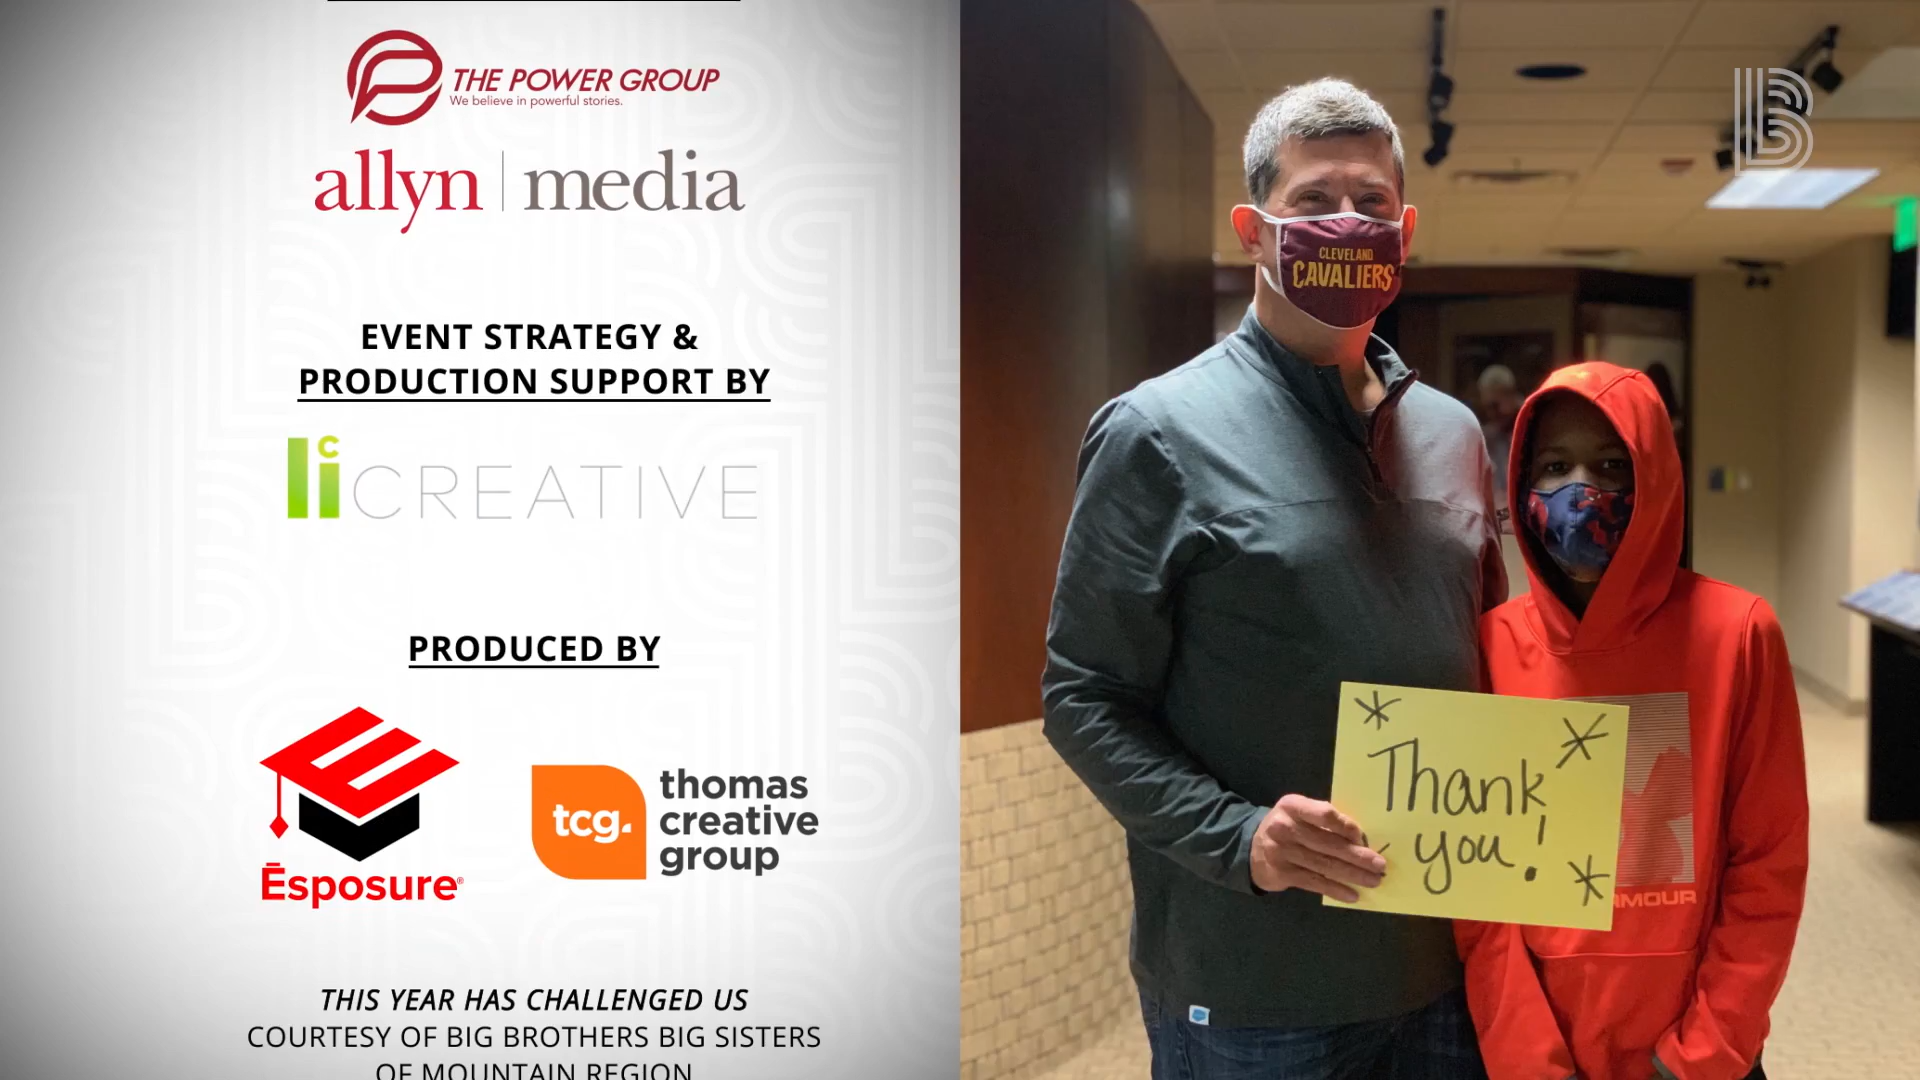 THE POWER GROUP
We believe in powerful stories.
allyn | media
EVENT STRATEGY &
PRODUCTION SUPPORT BY
lic CREATIVE
PRODUCED BY
Ēsposure®
tcg.
thomas
creative
group
THIS YEAR HAS CHALLENGED US
COURTESY OF BIG BROTHERS BIG SISTERS
OF MOUNTAIN REGION
B
CLEVELAND
CAVALIERS
Thank
you!